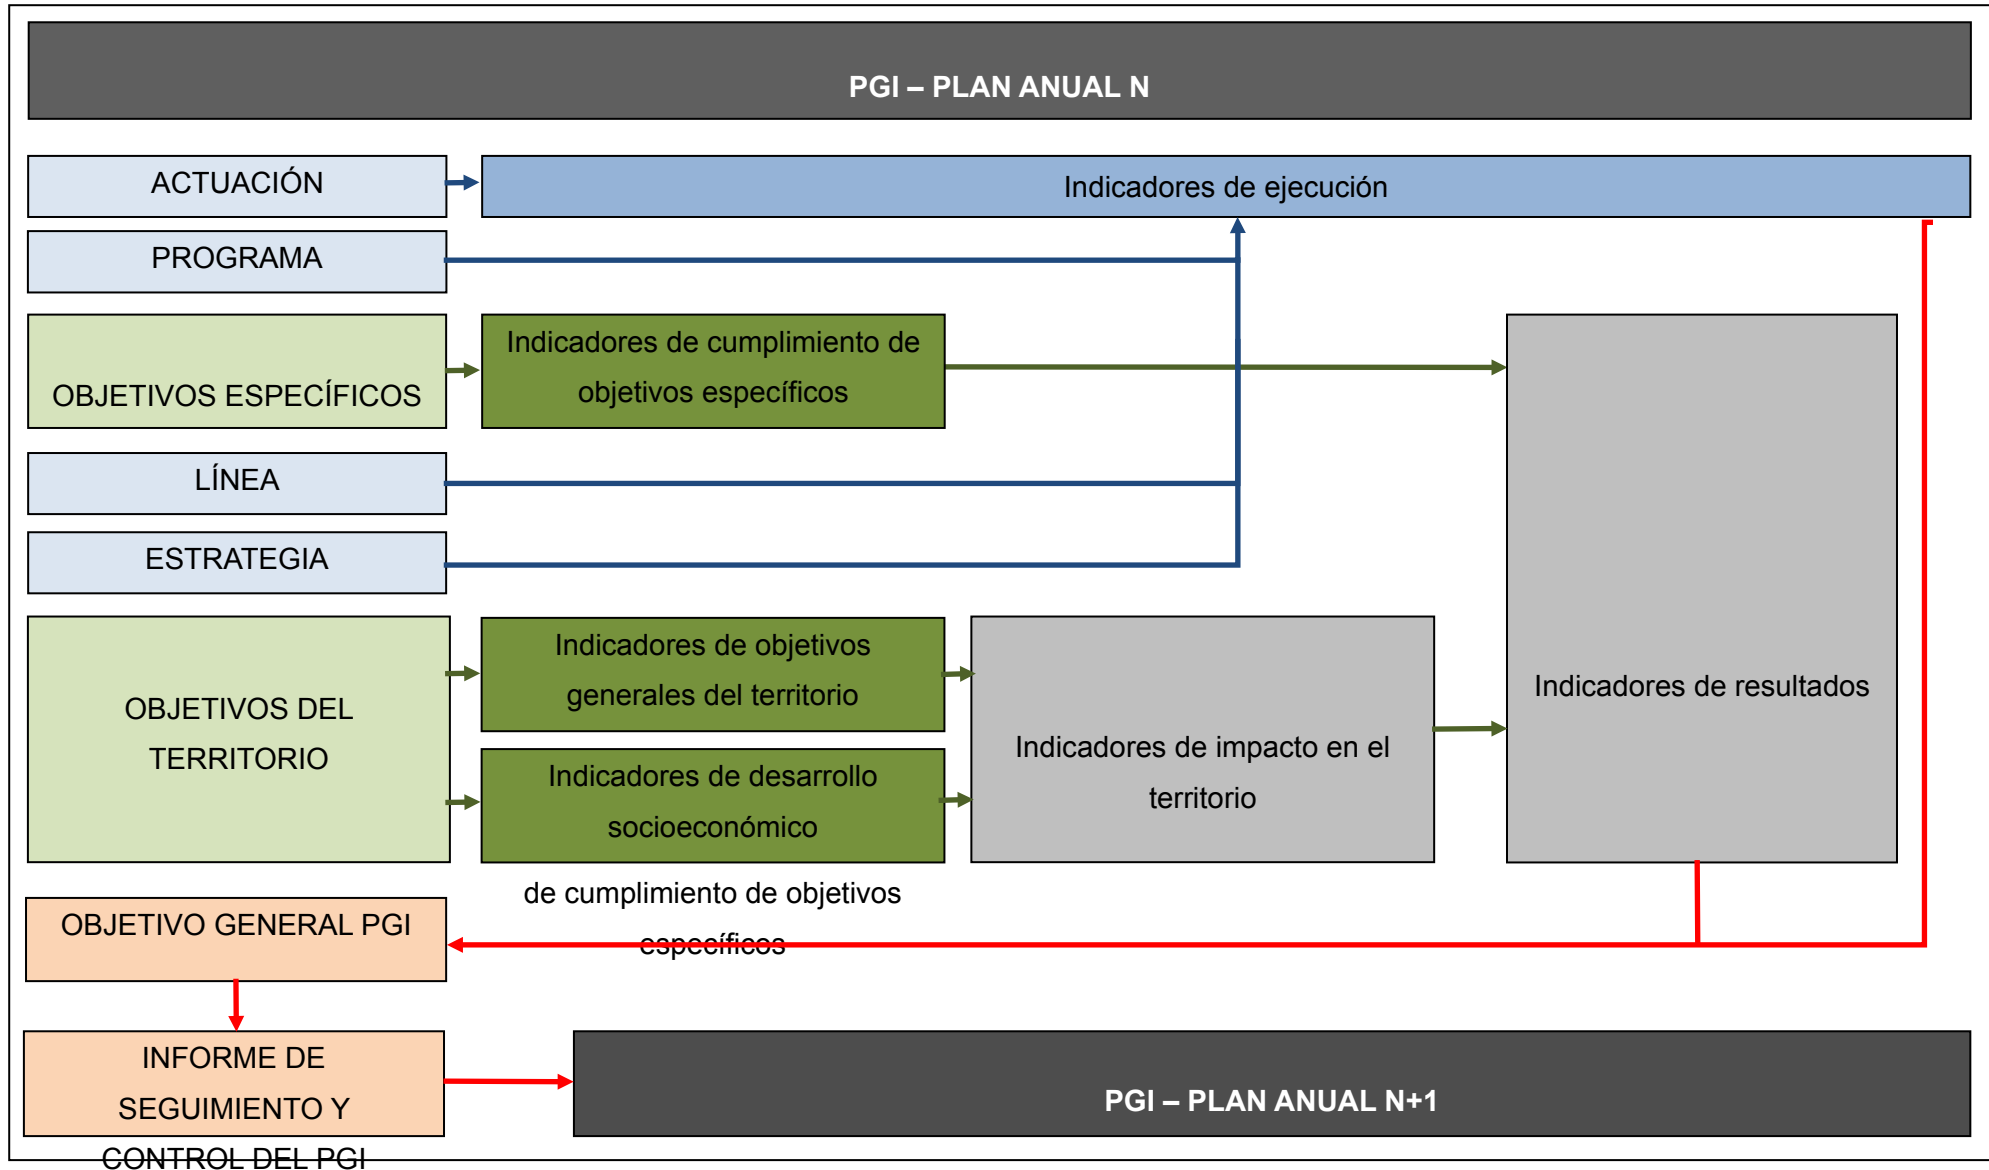 PGI – PLAN ANUAL N
ACTUACIÓN
Indicadores de ejecución
PROGRAMA
OBJETIVOS ESPECÍFICOS
Indicadores de cumplimiento de
objetivos específicos
LÍNEA
ESTRATEGIA
OBJETIVOS DEL
TERRITORIO
Indicadores de objetivos
generales del territorio
Indicadores de desarrollo
socioeconómico
de cumplimiento de objetivos
específicos
Indicadores de impacto en el
territorio
Indicadores de resultados
OBJETIVO GENERAL PGI
INFORME DE
SEGUIMIENTO Y
CONTROL DEL PGI
PGI – PLAN ANUAL N+1